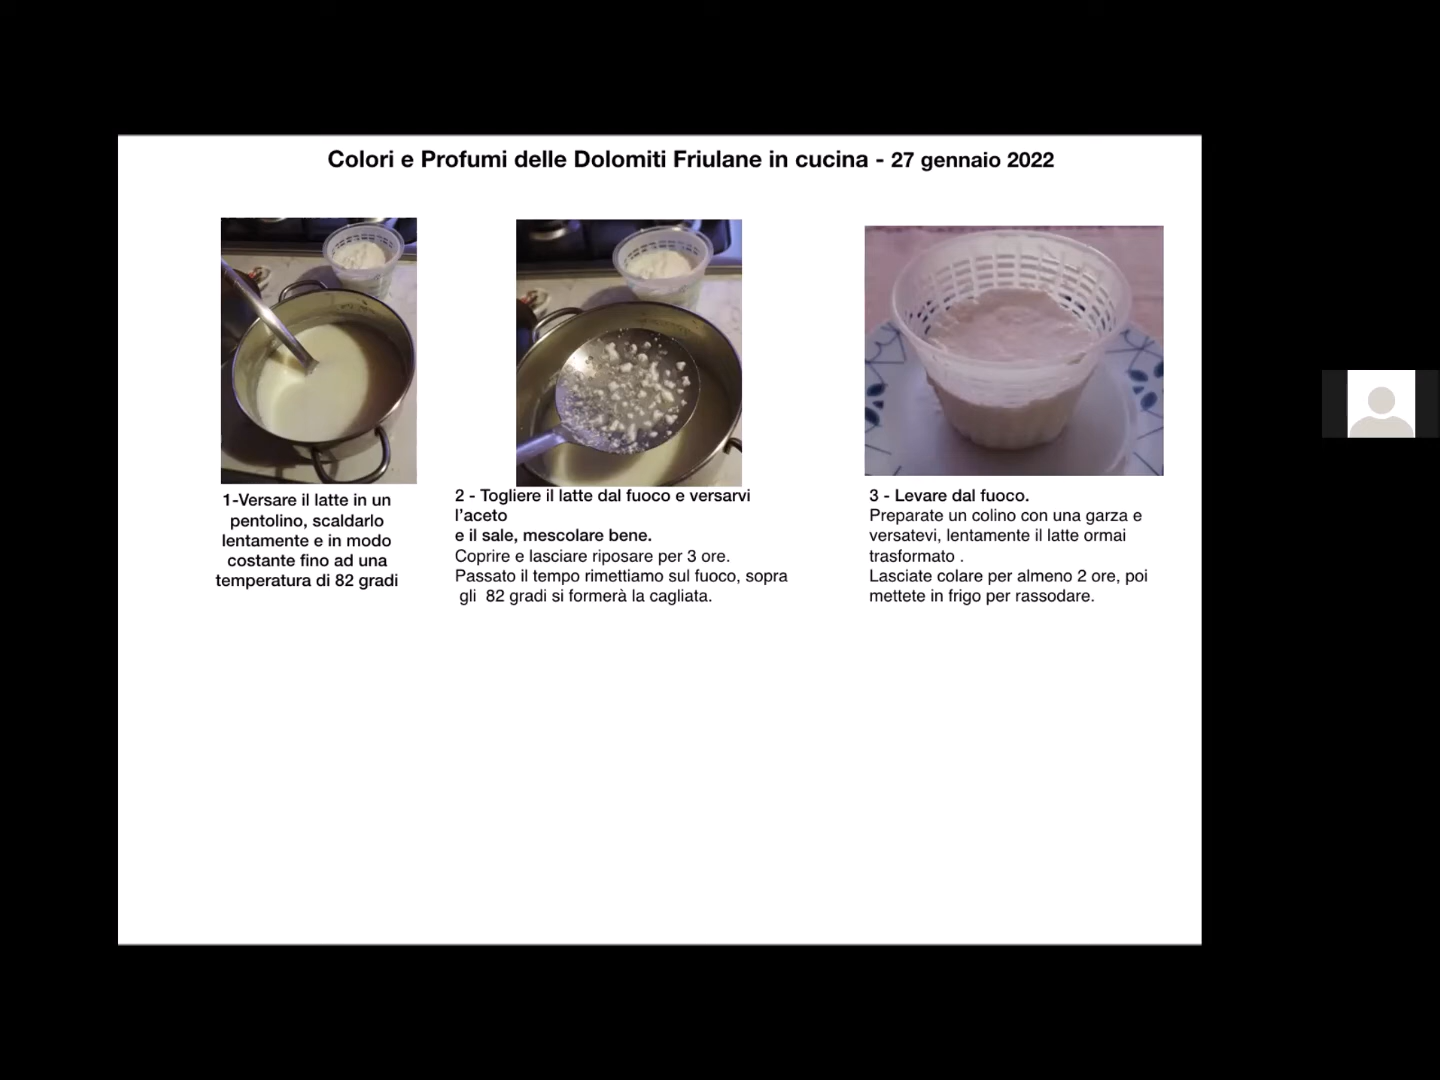 Colori e Profumi delle Dolomiti Friulane in cucina - 27 gennaio 2022
1-Versare il latte in un
pentolino, scaldarlo
lentamente e in modo
costante fino ad una
temperatura di 82 gradi
2 - Togliere il latte dal fuoco e versarvi
l’aceto
e il sale, mescolare bene.
Coprire e lasciare riposare per 3 ore.
Passato il tempo rimettiamo sul fuoco, sopra
gli  82 gradi si formerà la cagliata.
3 - Levare dal fuoco.
Preparate un colino con una garza e
versatevi, lentamente il latte ormai
trasformato .
Lasciate colare per almeno 2 ore, poi
mettete in frigo per rassodare.